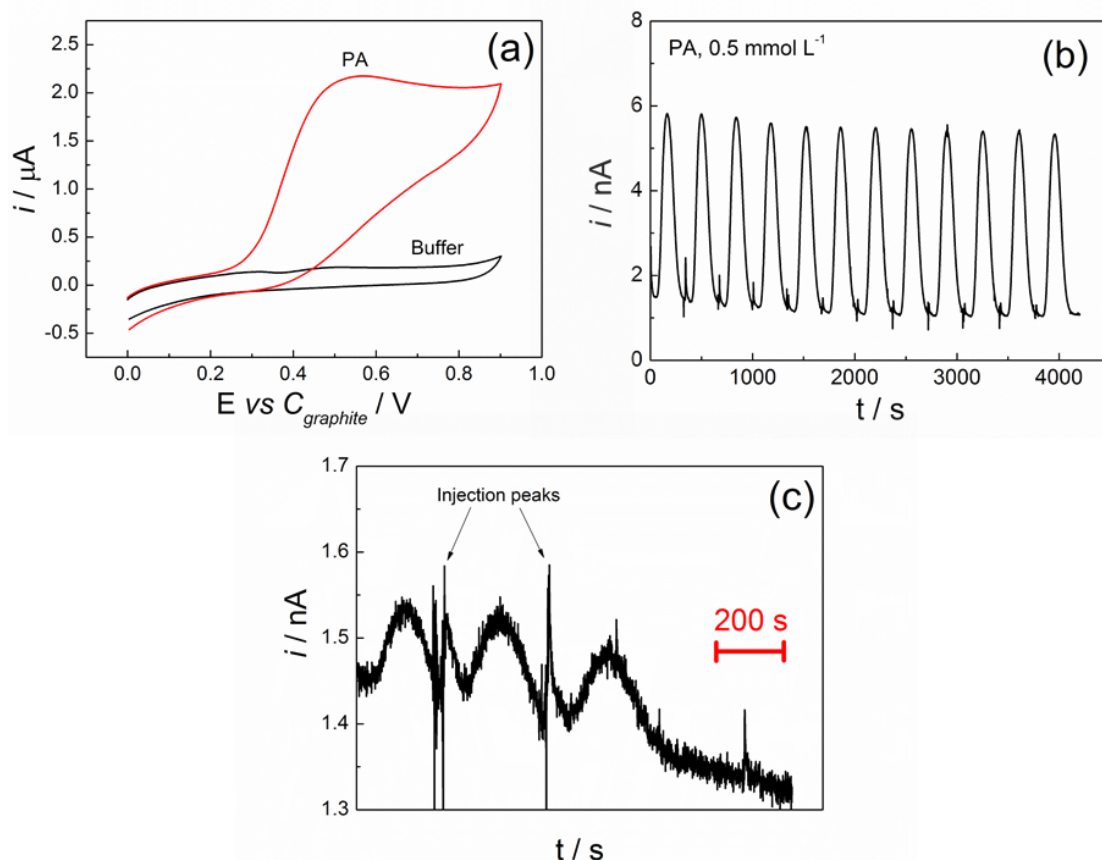 (a)
2.5
2.0
1.5
1.0
0.5
0.0
-0.5
i / μA
PA
Buffer
0.0 0.2 0.4 0.6 0.8 1.0
E vs C graphite / V
(b)
PA, 0.5 mmol L⁻¹
8
6
4
2
0
i / nA
0 1000 2000 3000 4000
t / s
(c)
1.7
1.6
1.5
1.4
1.3
i / nA
Injection peaks
200 s
t / s